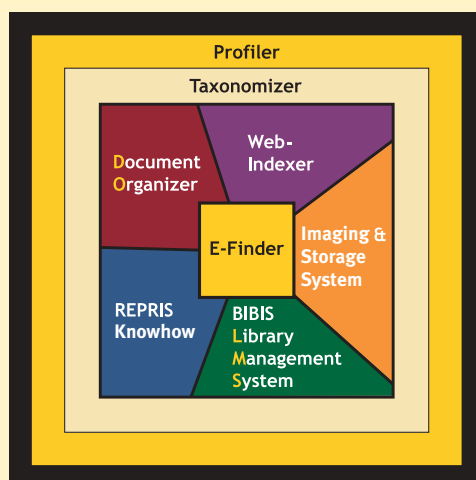 Profiler
Taxonomizer
Document
Organizer
Web-
Indexer
Imaging &
Storage
System
E-Finder
REPRIS
Knowhow
BIBIS
Library
Management
System